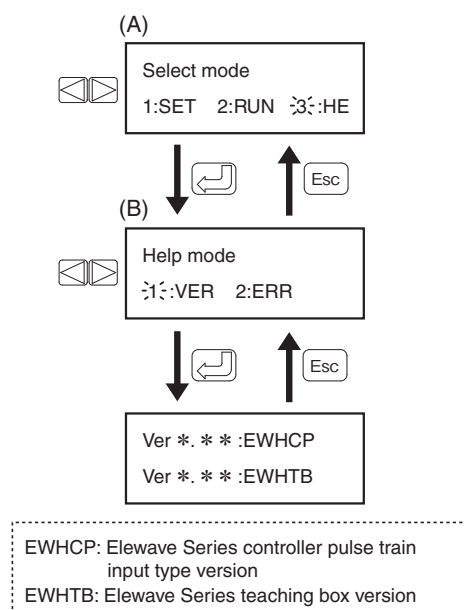 (A)
Select mode
1:SET 2:RUN 3:HE
Esc
(B)
Help mode
1:VER 2:ERR
Esc
Ver *. * * :EWHCP
Ver *. * * :EWHTB
EWHCP: Elewave Series controller pulse train
input type version
EWHTB: Elewave Series teaching box version